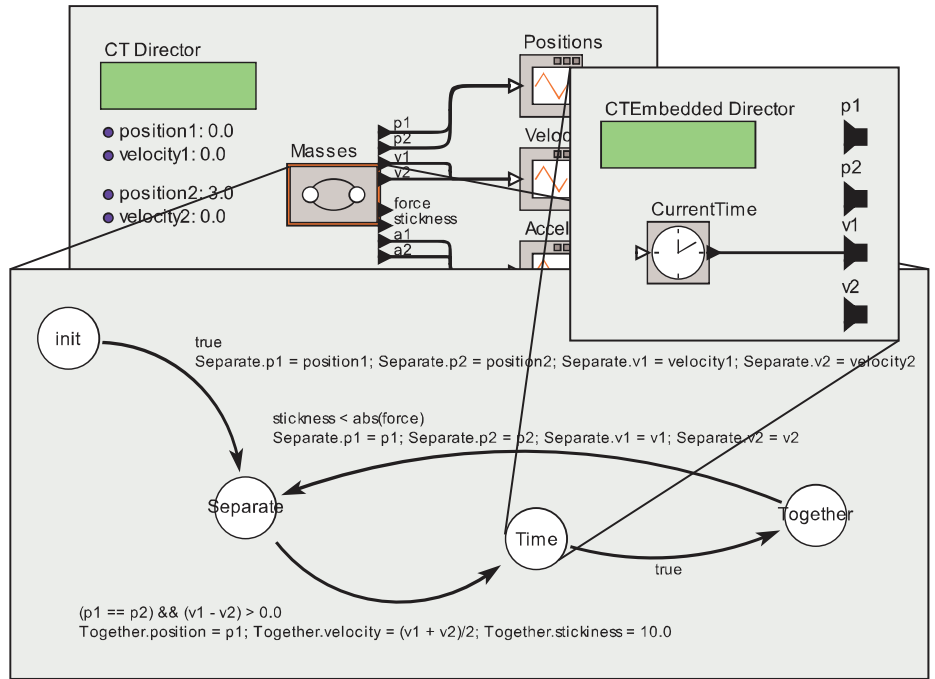 CT Director
position1: 0.0
velocity1: 0.0
position2: 3.0
velocity2: 0.0
Masses
p1
p2
v1
v2
force
stickness
a1
a2
Positions
Veloc
Accel
CTEmbedded Director
CurrentTime
p1
p2
v1
v2
init
true
Separate.p1 = position1; Separate.p2 = position2; Separate.v1 = velocity1; Separate.v2 = velocity2
stickness < abs(force)
Separate.p1 = p1; Separate.p2 = p2; Separate.v1 = v1; Separate.v2 = v2
Separate
Time
Together
true
(p1 == p2) && (v1 - v2) > 0.0
Together.position = p1; Together.velocity = (v1 + v2)/2; Together.stickiness = 10.0